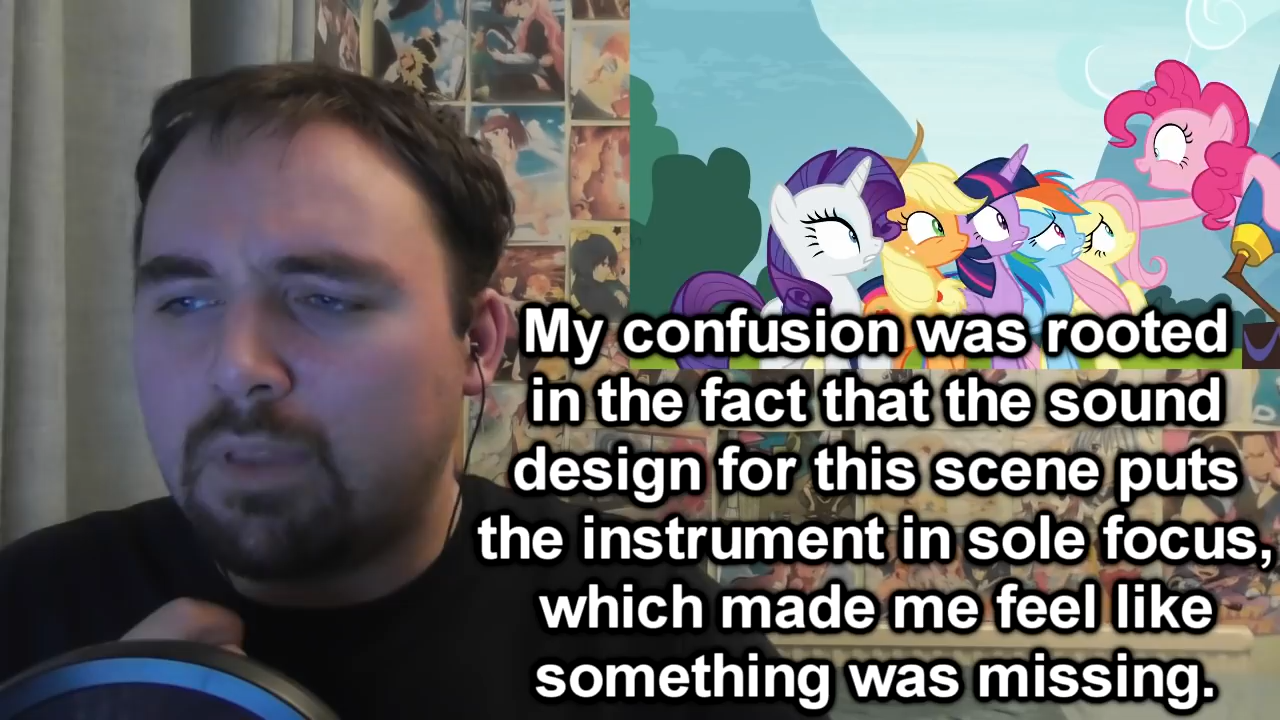 My confusion was rooted
in the fact that the sound
design for this scene puts
the instrument in sole focus,
which made me feel like
something was missing.